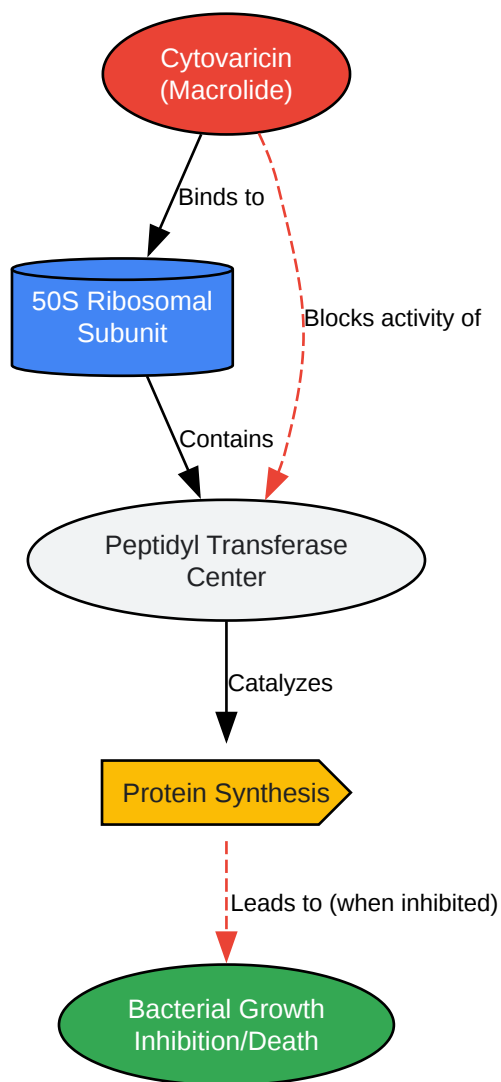 Cytovaricin
(Macrolide)
Binds to
50S Ribosomal
Subunit
Blocks activity of
Contains
Peptidyl Transferase
Center
Catalyzes
Protein Synthesis
Leads to (when inhibited)
Bacterial Growth
Inhibition/Death